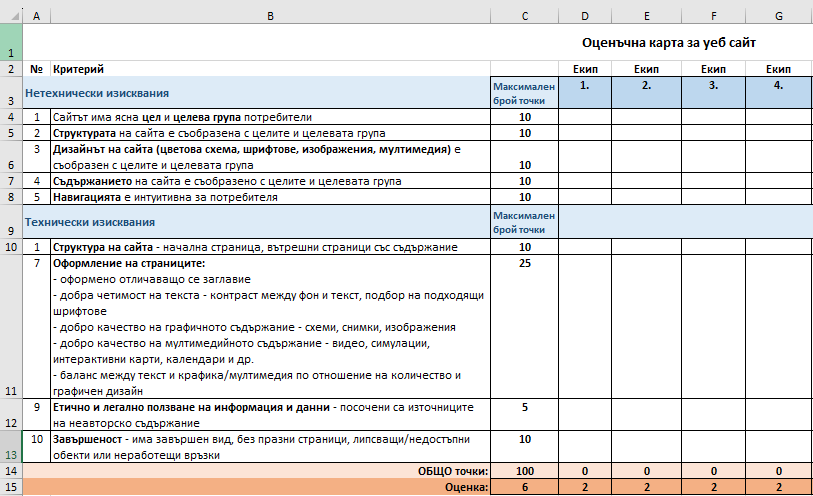 A B C D E F G
1 Оценъчна карта за уеб сайт
2 № Критерий Екип Екип Екип Екип
3 Нетехнически изисквания Максимален брой точки 1. 2. 3. 4.
4 1 Сайтът има ясна цел и целева група потребители 10
5 2 Структурата на сайта е съобразена с целите и целевата група 10
3 Дизайнът на сайта (цветова схема, шрифтове, изображения, мултимедия) е
6 съобразен с целите и целевата група 10
7 4 Съдържанието на сайта е съобразено с целите и целевата група 10
8 5 Навигацията е интуитивна за потребителя 10
9 Технически изисквания Максимален брой точки
10 1 Структура на сайта - начална страница, вътрешни страници със съдържание 10
7 Оформление на страниците: 25
- оформено отличаващо се заглавие
- добра четимост на текста - контраст между фон и текст, подбор на подходящи
шрифтове
- добро качество на графичното съдържание - схеми, снимки, изображения
- добро качество на мултимедийното съдържание - видео, симулации,
интерактивни карти, календари и др.
- баланс между текст и крафика/мултимедия по отношение на количество и
11 графичен дизайн
9 Етично и легално ползване на информация и данни - посочени са източниците 5
12 на неавторско съдържание
10 Завършеност - има завършен вид, без празни страници, липсващи/недостъпни 10
13 обекти или неработещи връзки
14 ОБЩО точки: 100 0 0 0 0
15 Оценка: 6 2 2 2 2